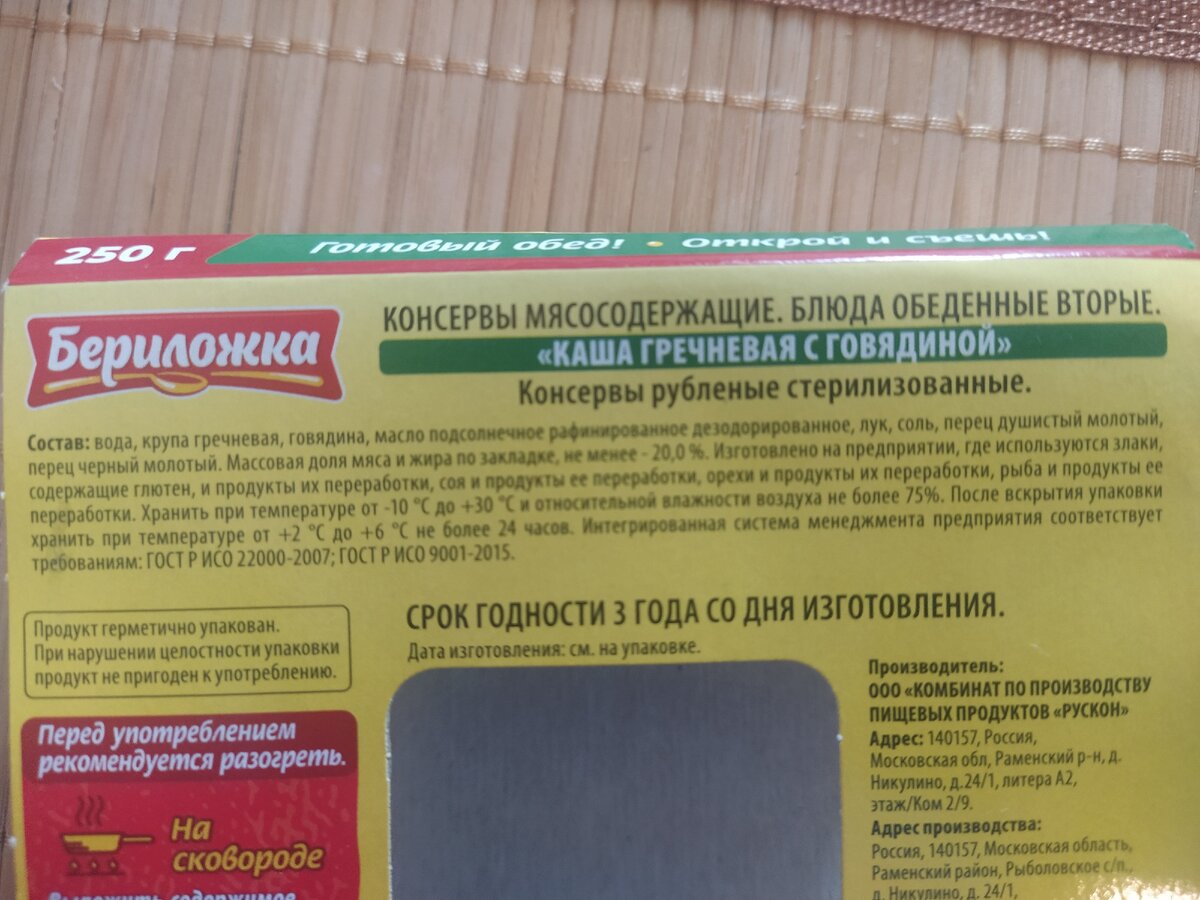 250 г Готовый обед! • Открой и съешь!
Бериложка
КОНСЕРВЫ МЯСОСОДЕРЖАЩИЕ. БЛЮДА ОБЕДЕННЫЕ ВТОРЫЕ.
«КАША ГРЕЧНЕВАЯ С ГОВЯДИНОЙ»
Консервы рубленые стерилизованные.
Состав: вода, крупа гречневая, говядина, масло подсолнечное рафинированное дезодорированное, лук, соль, перец душистый молотый,
перец черный молотый. Массовая доля мяса и жира по закладке, не менее - 20,0 %. Изготовлено на предприятии, где используются злаки,
содержащие глютен, и продукты их переработки, соя и продукты ее переработки, орехи и продукты их переработки, рыба и продукты ее
переработки. Хранить при температуре от -10 °С до +30 °С и относительной влажности воздуха не более 75%. После вскрытия упаковки
хранить при температуре от +2 °С до +6 °С не более 24 часов. Интегрированная система менеджмента предприятия соответствует
требованиям: ГОСТ Р ИСО 22000-2007; ГОСТ Р ИСО 9001-2015.
Продукт герметично упакован.
При нарушении целостности упаковки
продукт не пригоден к употреблению.
СРОК ГОДНОСТИ 3 ГОДА СО ДНЯ ИЗГОТОВЛЕНИЯ.
Дата изготовления: см. на упаковке.
Перед употреблением
рекомендуется разогреть.
На
сковороде
Выложить содержимое
Производитель:
ООО «КОМБИНАТ ПО ПРОИЗВОДСТВУ
ПИЩЕВЫХ ПРОДУКТОВ «РУСКОН»
Адрес: 140157, Россия,
Московская обл, Раменский р-н, д.
Никулино, д.24/1, литера А2,
этаж/Ком 2/9.
Адрес производства:
Россия, 140157, Московская область,
Раменский район, Рыболовское с/п.,
д. Никулино, д. 24/1,